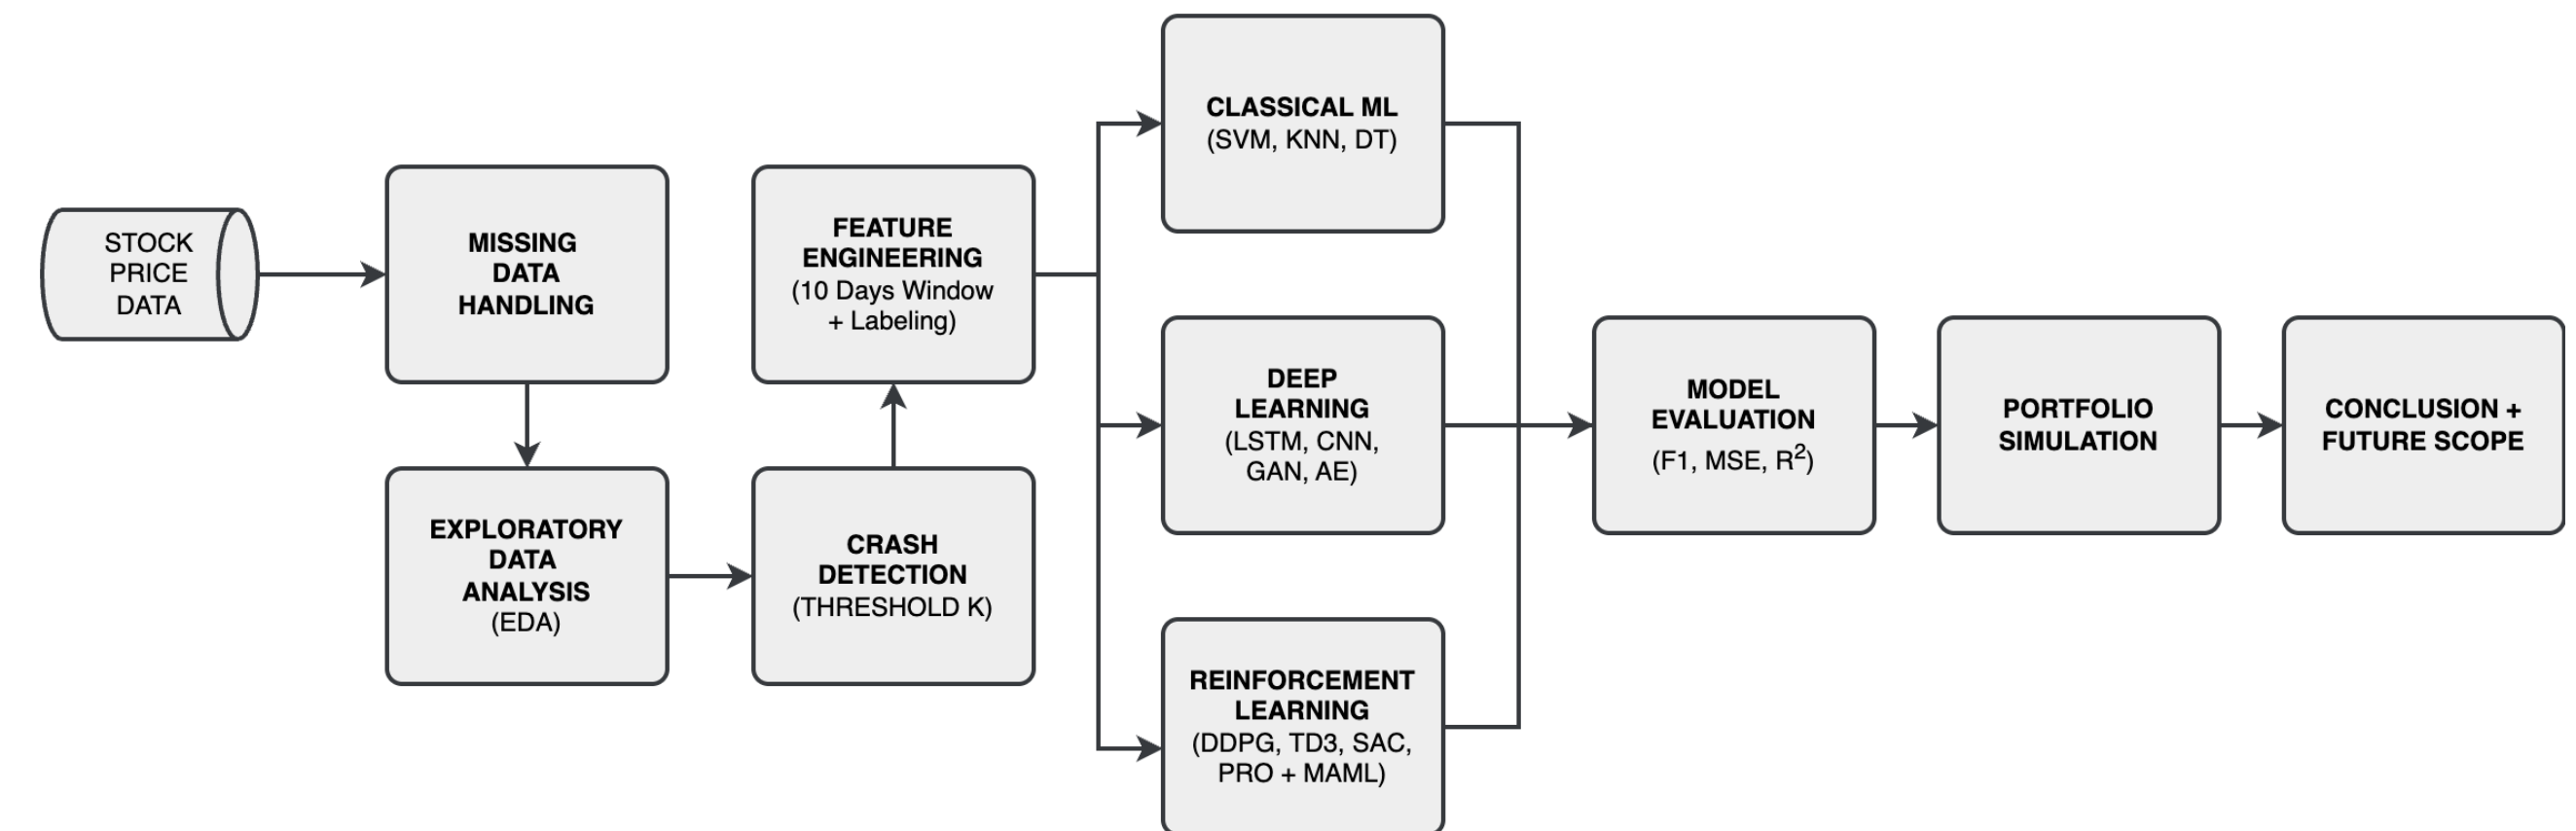 STOCK
PRICE
DATA
MISSING
DATA
HANDLING
EXPLORATORY
DATA
ANALYSIS
(EDA)
CRASH
DETECTION
(THRESHOLD K)
FEATURE
ENGINEERING
(10 Days Window
+ Labeling)
CLASSICAL ML
(SVM, KNN, DT)
DEEP
LEARNING
(LSTM, CNN,
GAN, AE)
REINFORCEMENT
LEARNING
(DDPG, TD3, SAC,
PRO + MAML)
MODEL
EVALUATION
(F1, MSE, R²)
PORTFOLIO
SIMULATION
CONCLUSION +
FUTURE SCOPE